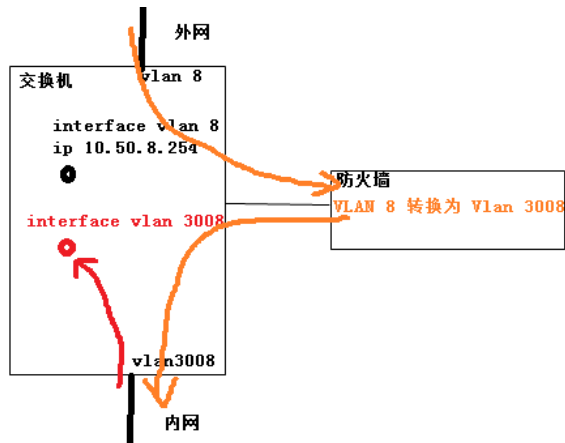 外网
vlan 8
交换机
interface vlan 8
ip 10.50.8.254
防火墙
VLAN 8 转换为 Vlan 3008
interface vlan 3008
vlan3008
内网